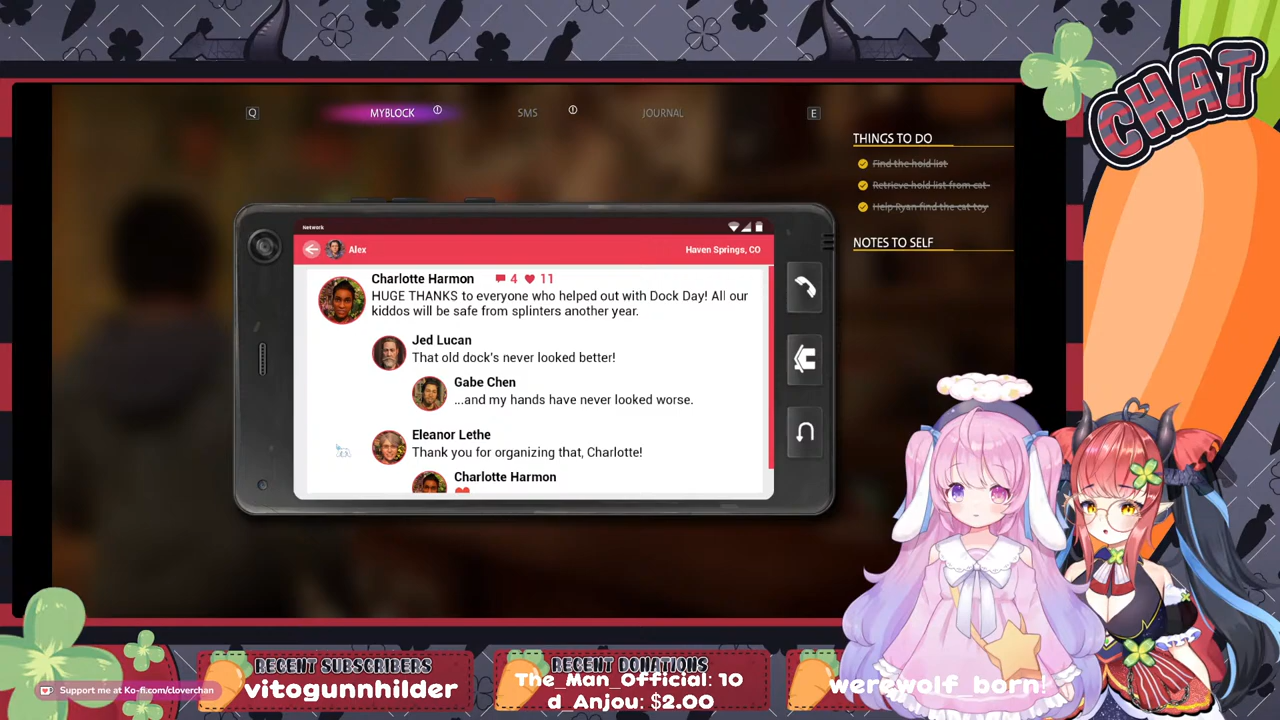 CHAT
Q
MYBLOCK
SMS
JOURNAL
E
THINGS TO DO
Find the hold list
Retrieve hold list from cat
Help Ryan find the cat toy
NOTES TO SELF
Network
Alex
Haven Springs, CO
Charlotte Harmon 4 11
HUGE THANKS to everyone who helped out with Dock Day! All our
kiddos will be safe from splinters another year.
Jed Lucan
That old dock's never looked better!
Gabe Chen
...and my hands have never looked worse.
Eleanor Lethe
Thank you for organizing that, Charlotte!
Charlotte Harmon
RECENT SUBSCRIBERS
vitogunnhilder
RECENT DONATIONS
The_Man_Official: 10
d_Anjou: $2.00
werewolf_born!
Support me at Ko-fi.com/cloverchan